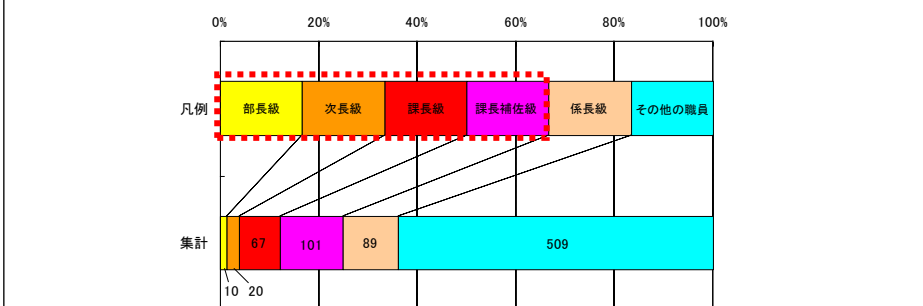 0% 20% 40% 60% 80% 100%
凡例 部長級 次長級 課長級 課長補佐級 係長級 その他の職員
集計 67 101 89 509
10 20